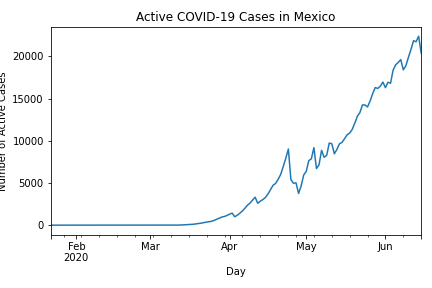 Active COVID-19 Cases in Mexico
Number of Active Cases
20000
15000
10000
5000
0
Feb Mar Apr May Jun
2020
Day